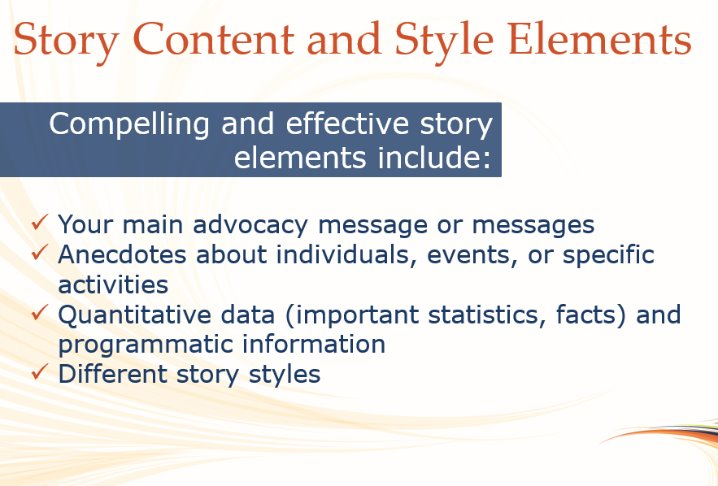 Story Content and Style Elements
Compelling and effective story
elements include:
✓ Your main advocacy message or messages
✓ Anecdotes about individuals, events, or specific
activities
✓ Quantitative data (important statistics, facts) and
programmatic information
✓ Different story styles